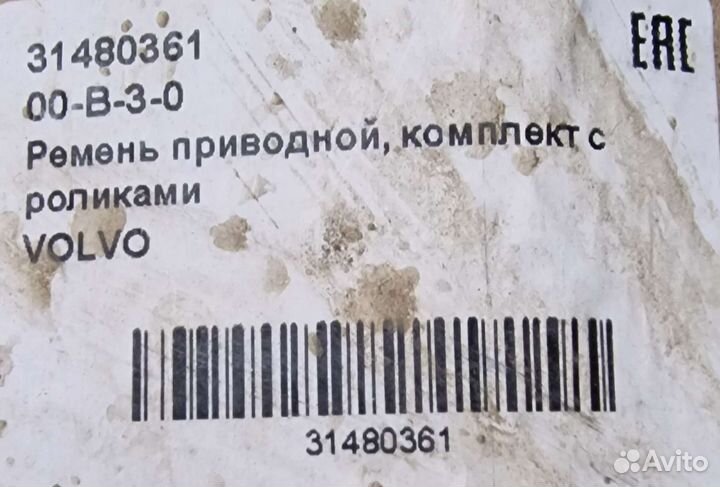 31480361
EAC
00-В-3-0
Ремень приводной, комплект с
роликами
VOLVO
31480361
Avito